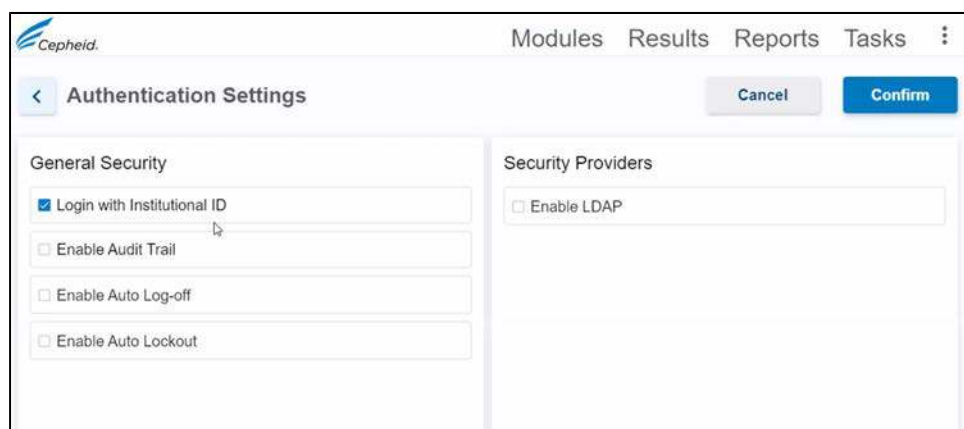 Cepheid.
Modules Results Reports Tasks
Authentication Settings
Cancel
Confirm
General Security
Login with Institutional ID
Enable Audit Trail
Enable Auto Log-off
Enable Auto Lockout
Security Providers
Enable LDAP